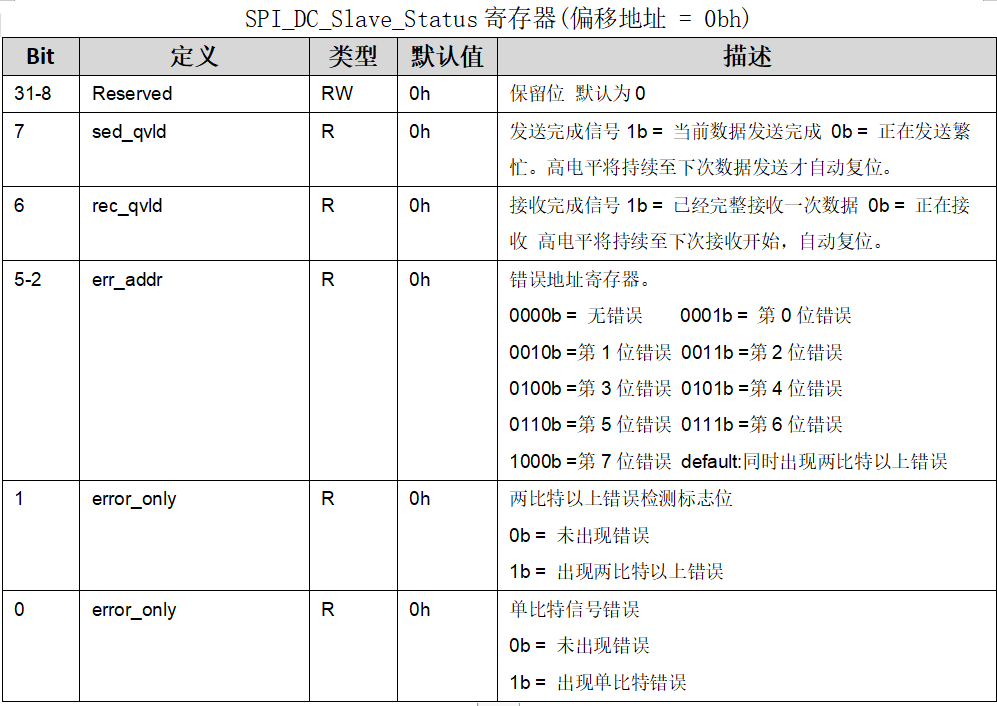 SPI_DC_Slave_Status 寄存器(偏移地址 = 0bh)
Bit 定义 类型 默认值 描述
31-8 Reserved RW 0h 保留位 默认为 0
7 sed_qvld R 0h 发送完成信号 1b = 当前数据发送完成 0b = 正在发送繁
忙。高电平将持续至下次数据发送才自动复位。
6 rec_qvld R 0h 接收完成信号 1b = 已经完整接收一次数据 0b = 正在接
收 高电平将持续至下次接收开始，自动复位。
5-2 err_addr R 0h 错误地址寄存器。
0000b = 无错误 0001b = 第 0 位错误
0010b =第 1 位错误 0011b =第 2 位错误
0100b =第 3 位错误 0101b =第 4 位错误
0110b =第 5 位错误 0111b =第 6 位错误
1000b =第 7 位错误 default:同时出现两比特以上错误
1 error_only R 0h 两比特以上错误检测标志位
0b = 未出现错误
1b = 出现两比特以上错误
0 error_only R 0h 单比特信号错误
0b = 未出现错误
1b = 出现单比特错误